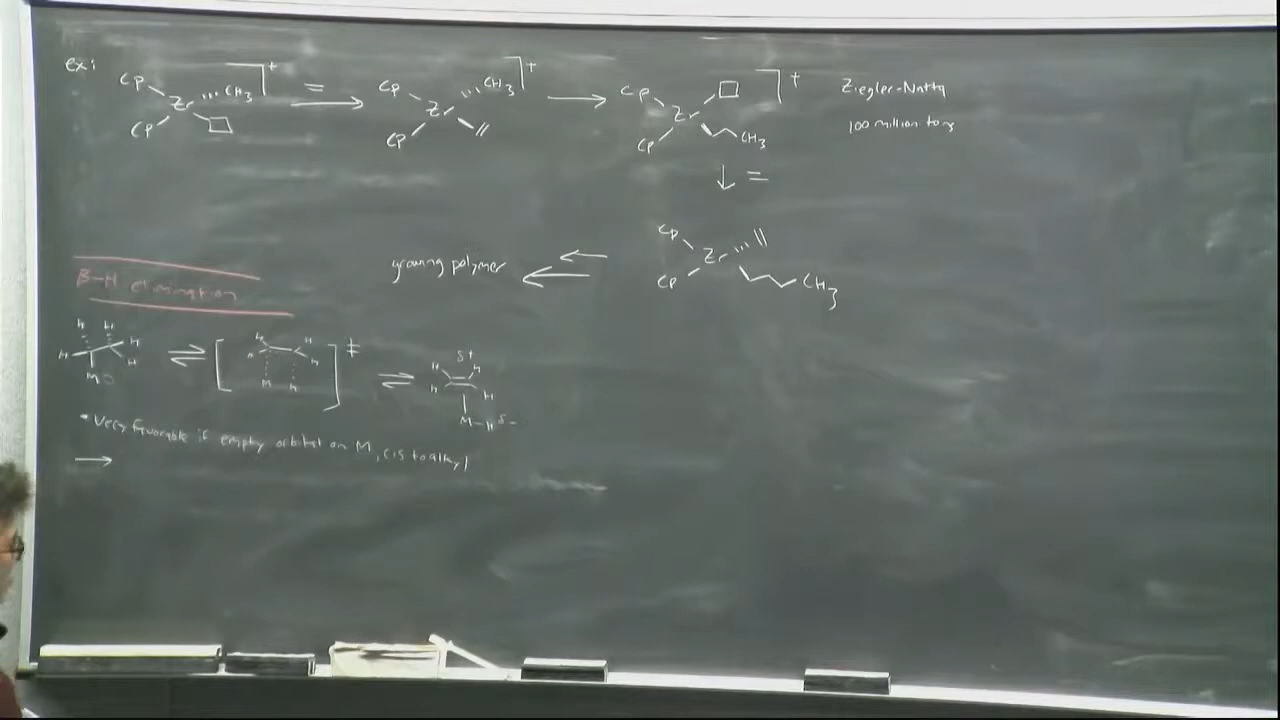 ex:
Cp Cp Zr CH3 ]+
=
Cp Cp Zr CH3 ]+
Cp Cp Zr CH3 ]+
Ziegler-Natta
100 million tons
=
Cp Cp Zr CH3
growing polymer
β-H elimination
H H H H H M
[ H H H H M H ]‡
δ+ H H H H M-H δ-
• Very favorable if empty orbital on M, cis to alkyl